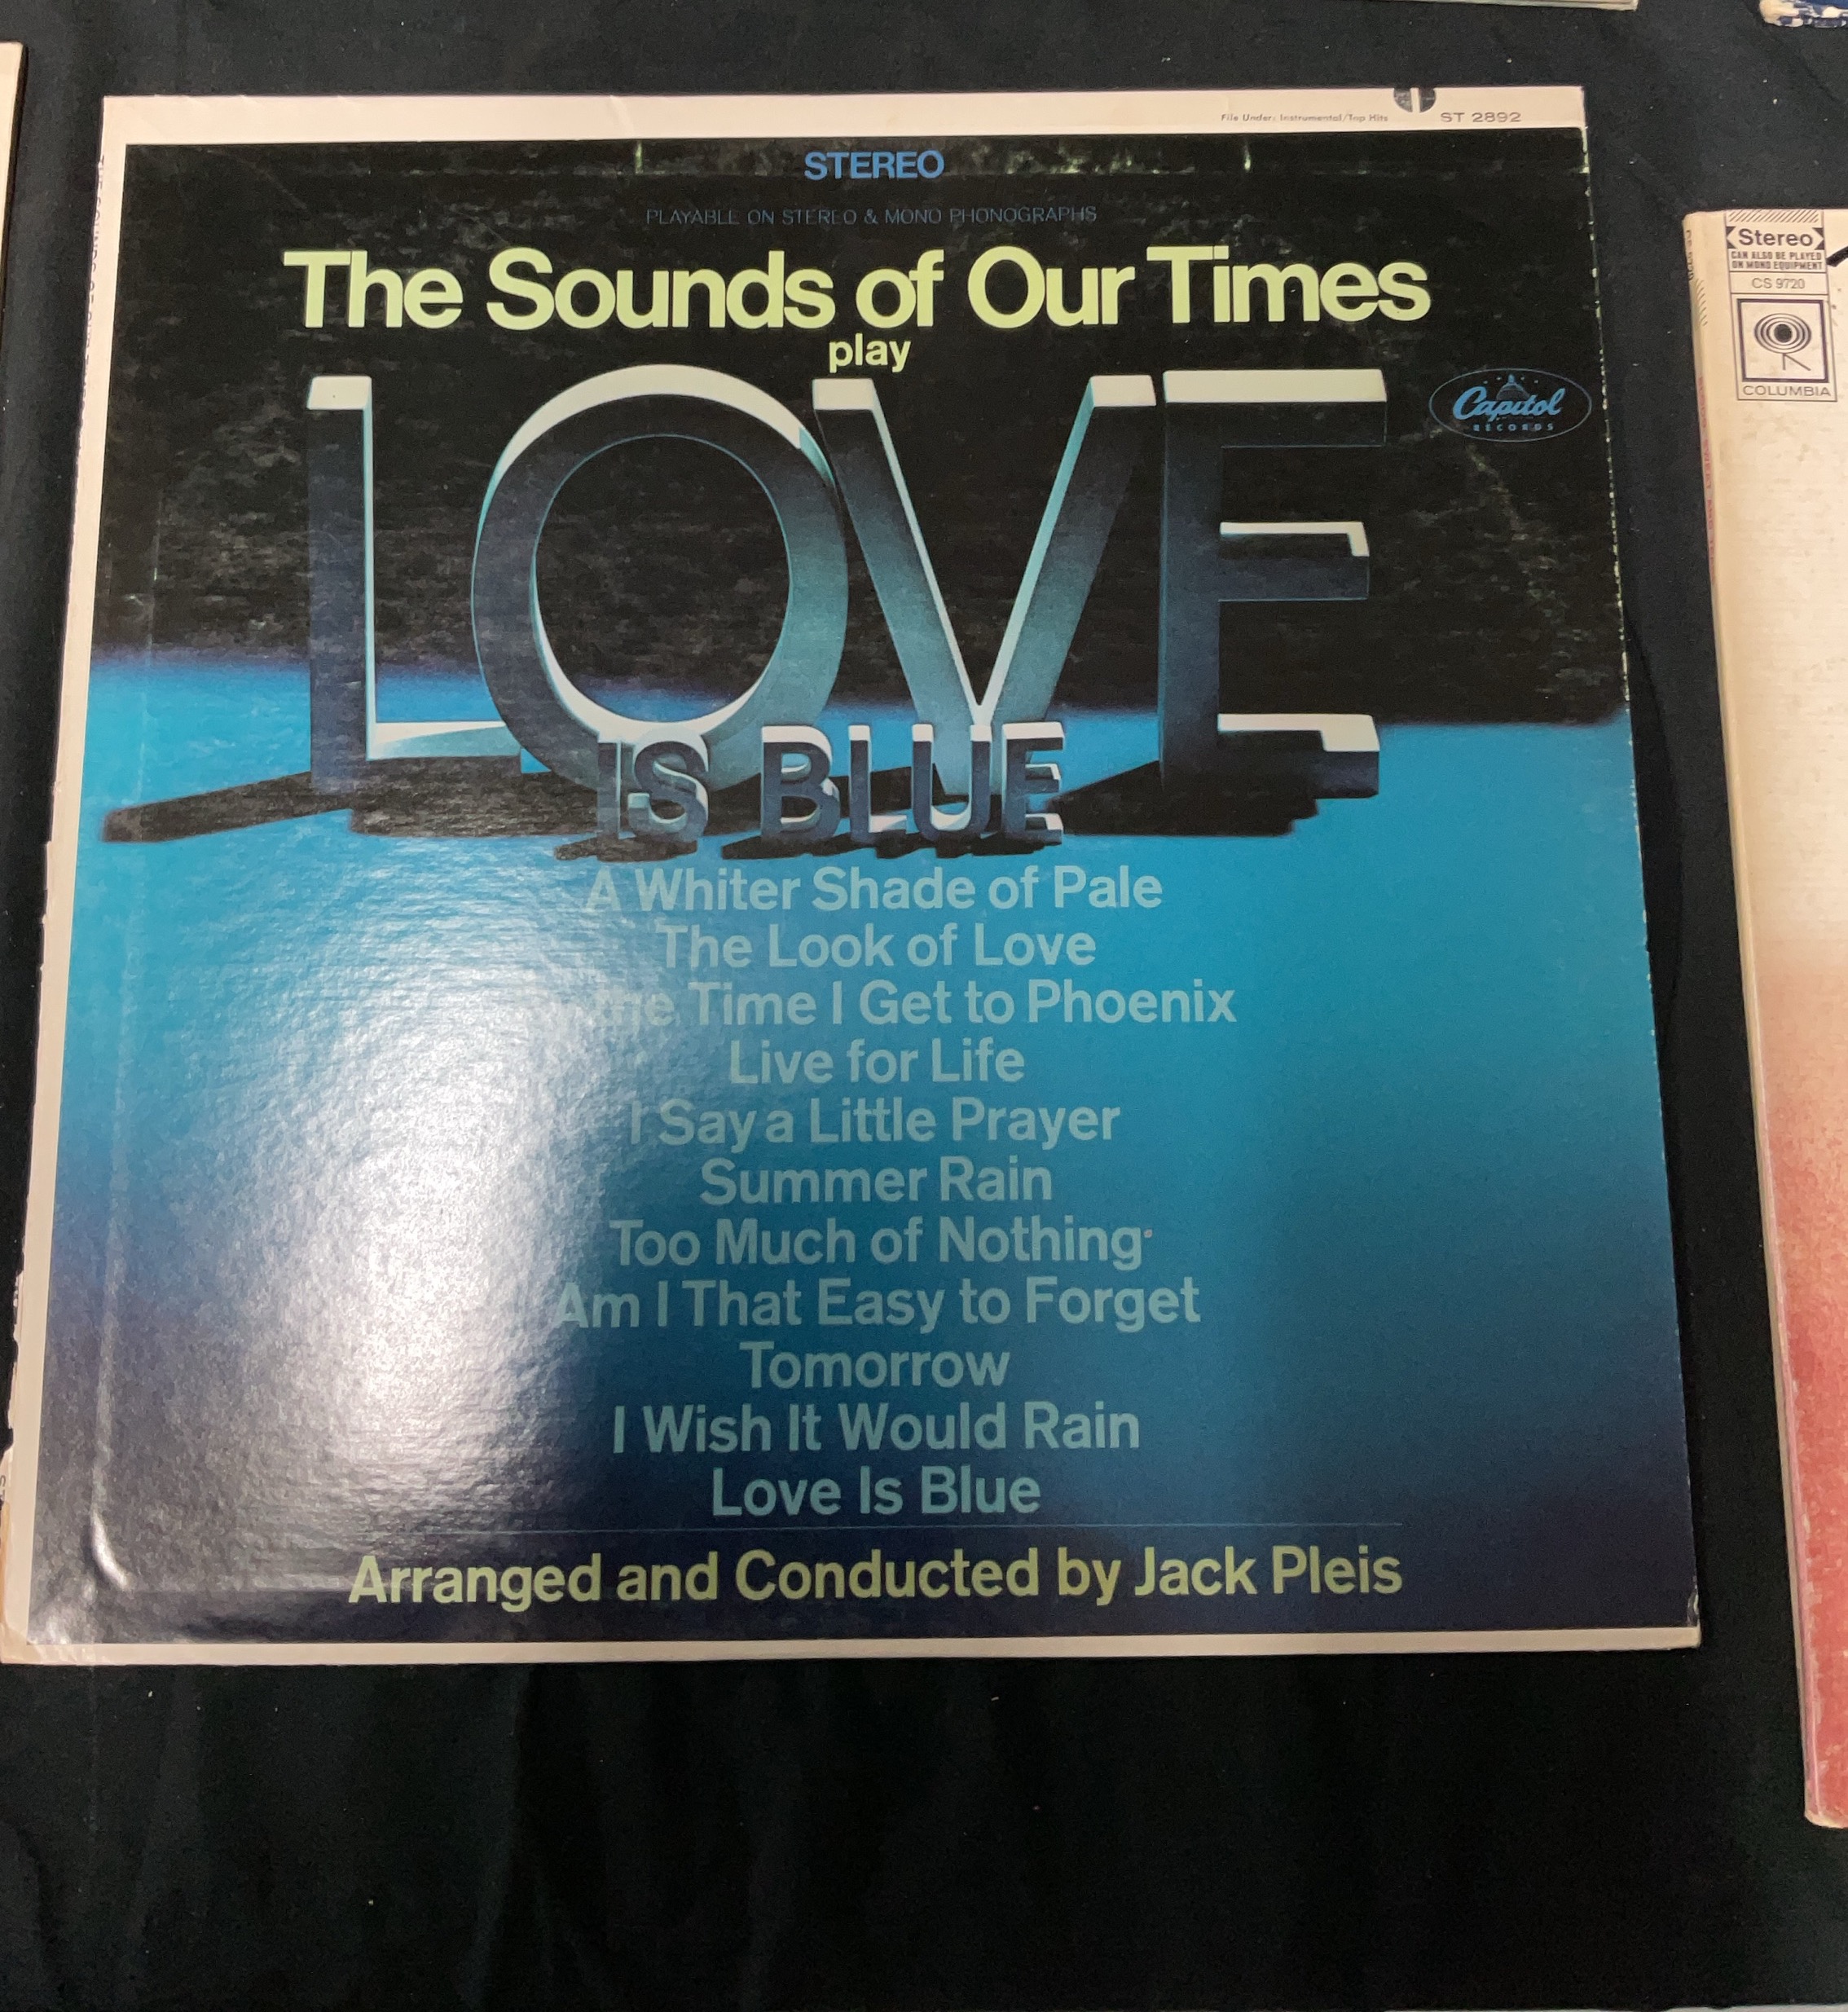 File Under: Instrumental/Top Hits
ST 2892
STEREO
PLAYABLE ON STEREO & MONO PHONOGRAPHS
The Sounds of Our Times
play
LOVE
IS BLUE
Capitol
RECORDS
A Whiter Shade of Pale
The Look of Love
the Time I Get to Phoenix
Live for Life
I Say a Little Prayer
Summer Rain
Too Much of Nothing
Am I That Easy to Forget
Tomorrow
I Wish It Would Rain
Love Is Blue
Arranged and Conducted by Jack Pleis
Stereo
CAN ALSO BE PLAYED
ON MONO EQUIPMENT
CS 9720
COLUMBIA